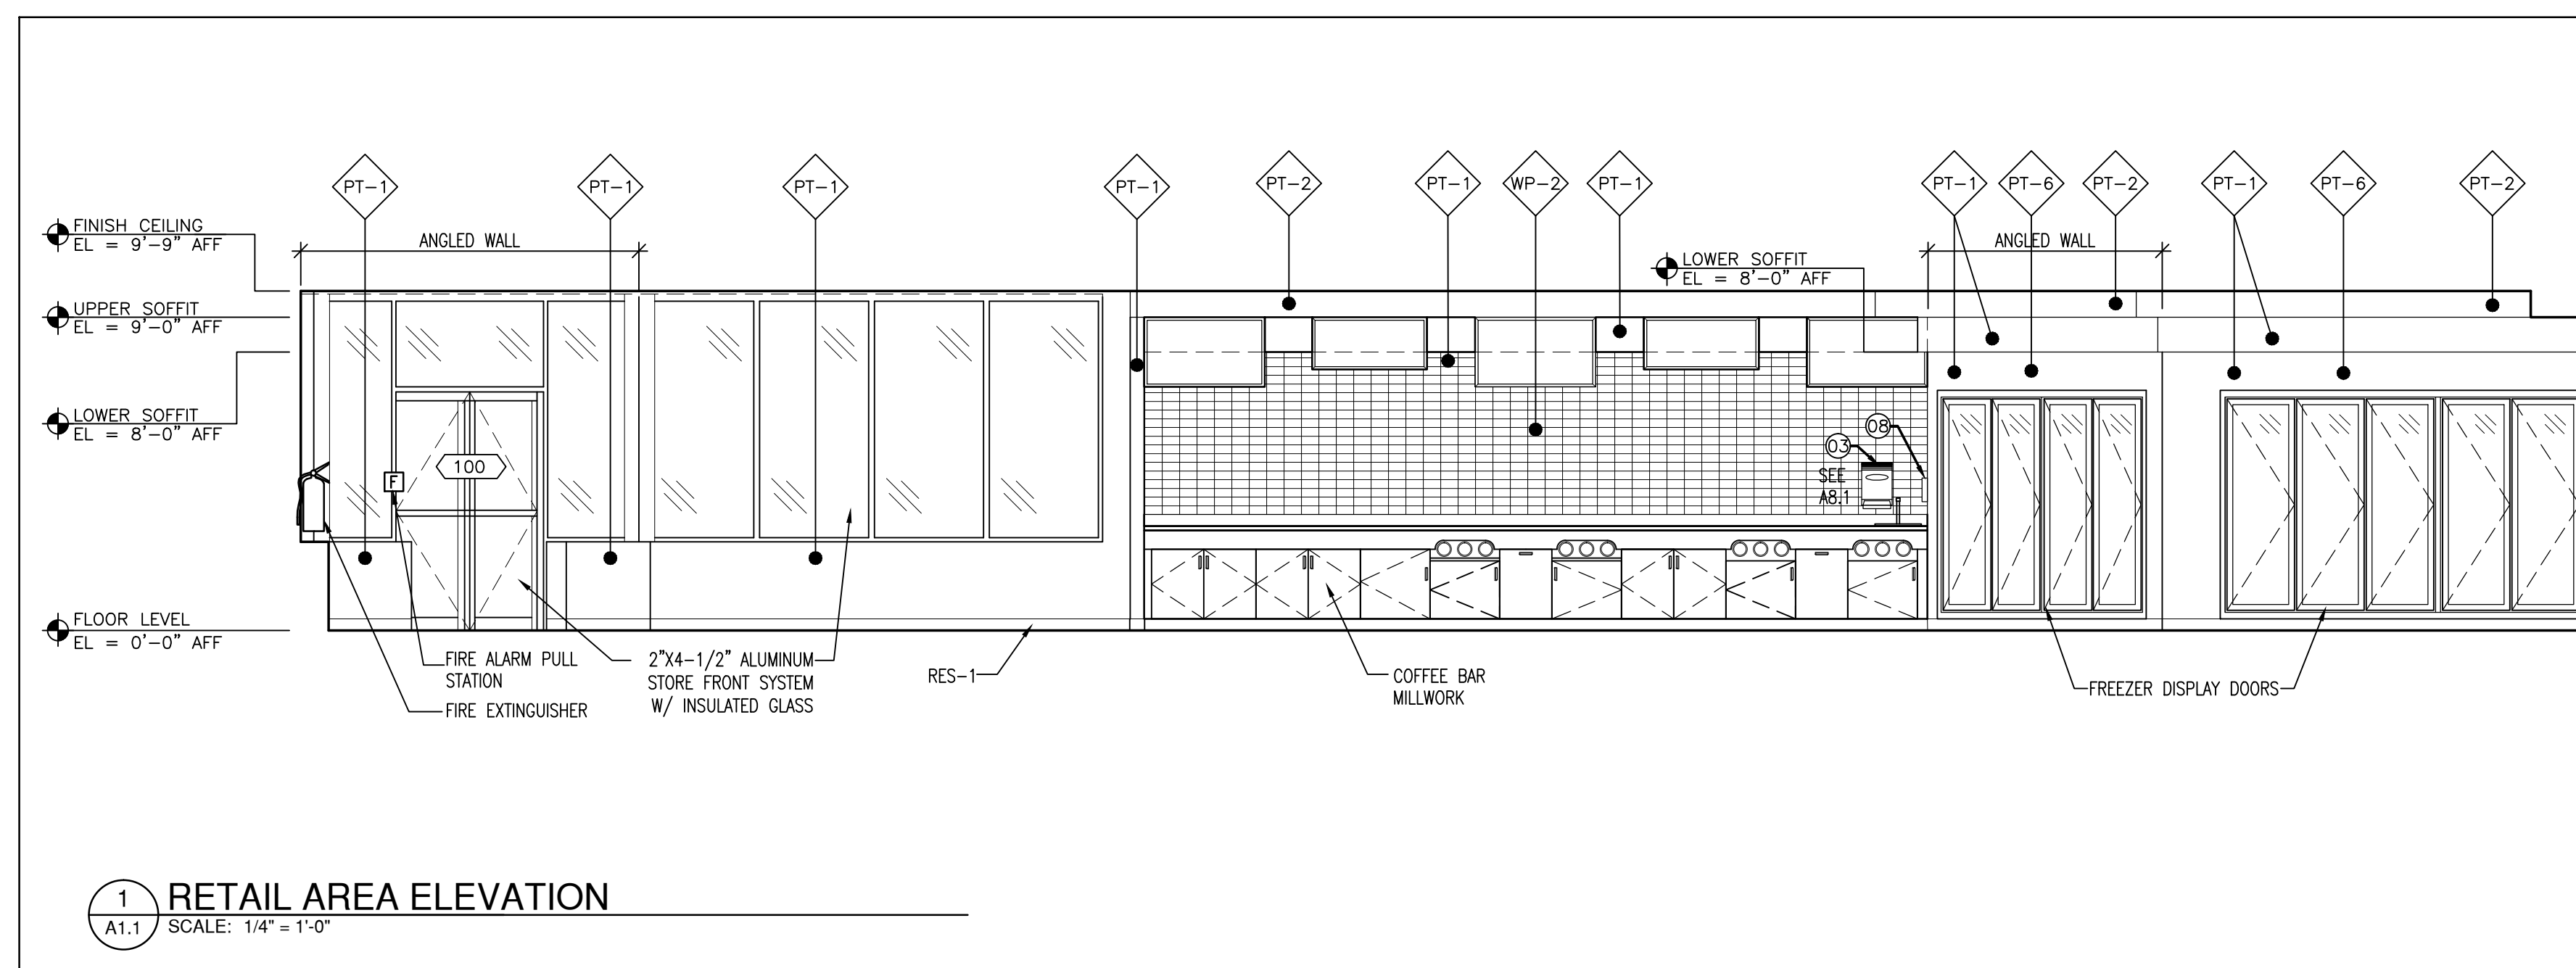 PT-1
PT-1
PT-1
PT-1
PT-2
PT-1
WP-2
PT-1
PT-1
PT-6
PT-2
PT-1
PT-6
PT-2
FINISH CEILING
EL = 9'-9" AFF
ANGLED WALL
LOWER SOFFIT
EL = 8'-0" AFF
ANGLED WALL
UPPER SOFFIT
EL = 9'-0" AFF
LOWER SOFFIT
EL = 8'-0" AFF
100
F
03
08
SEE
A8.1
FLOOR LEVEL
EL = 0'-0" AFF
FIRE ALARM PULL
STATION
FIRE EXTINGUISHER
2"X4-1/2" ALUMINUM
STORE FRONT SYSTEM
W/ INSULATED GLASS
RES-1
COFFEE BAR
MILLWORK
FREEZER DISPLAY DOORS
1
A1.1
RETAIL AREA ELEVATION
SCALE: 1/4" = 1'-0"